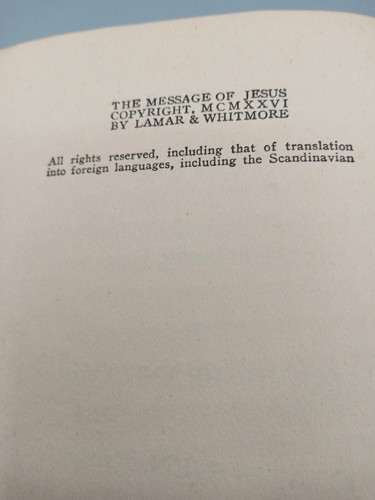 THE MESSAGE OF JESUS
COPYRIGHT, MCMXXVI
BY LAMAR & WHITMORE
All rights reserved, including that of translation
into foreign languages, including the Scandinavian